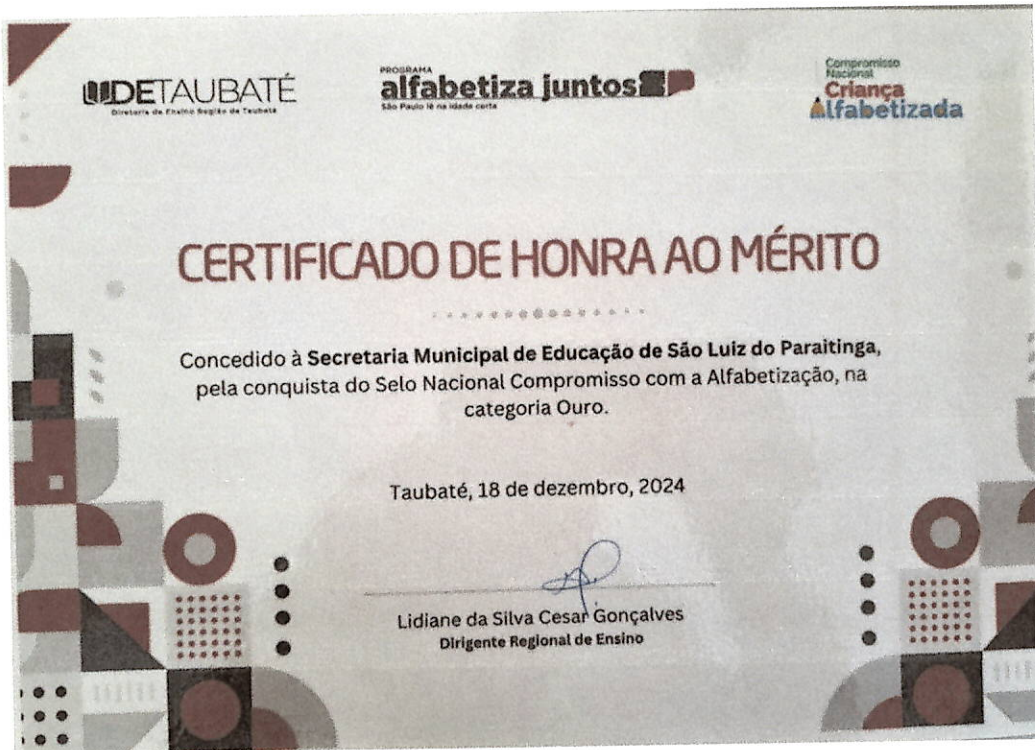 DETAUBATÉ
Diretoria de Ensino Região de Taubaté
PROGRAMA
alfabetiza juntos SP
São Paulo lê na idade certa
Compromisso
Nacional
Criança
Alfabetizada
CERTIFICADO DE HONRA AO MÉRITO
Concedido à Secretaria Municipal de Educação de São Luiz do Paraitinga,
pela conquista do Selo Nacional Compromisso com a Alfabetização, na
categoria Ouro.
Taubaté, 18 de dezembro, 2024
Lidiane da Silva Cesar Gonçalves
Dirigente Regional de Ensino